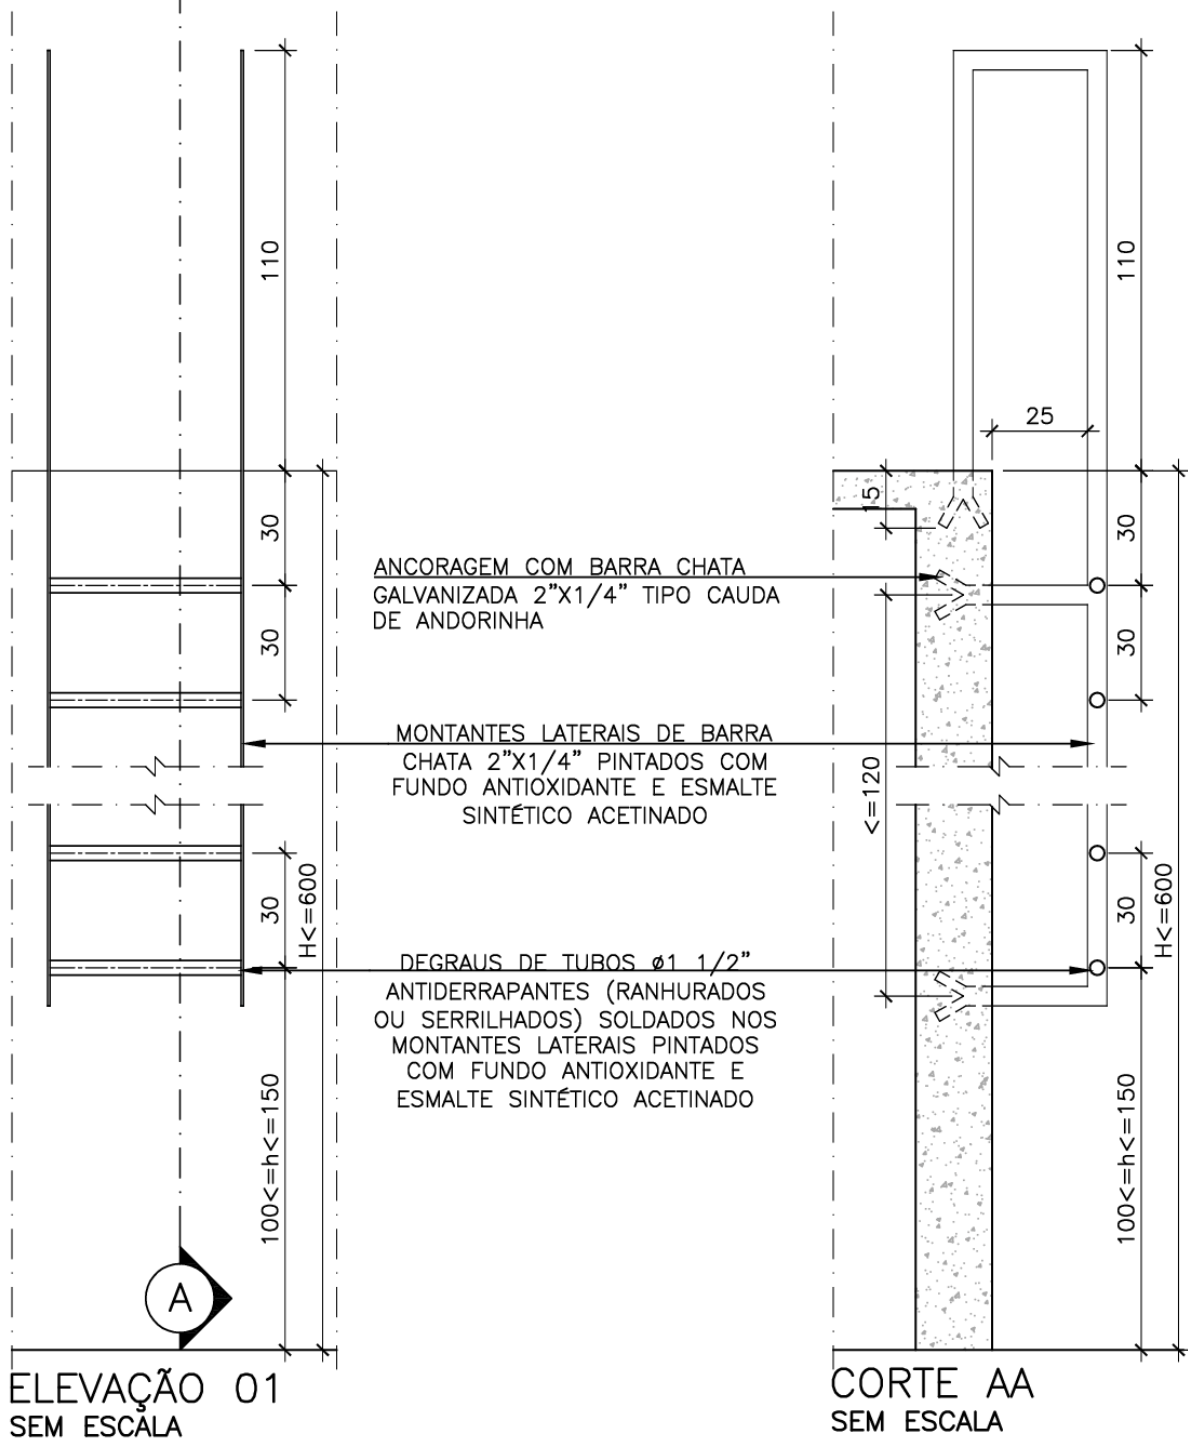 110
30
30
30
H<=600
100<=h<=150
A
ELEVAÇÃO 01
SEM ESCALA
ANCORAGEM COM BARRA CHATA
GALVANIZADA 2”X1/4” TIPO CAUDA
DE ANDORINHA
MONTANTES LATERAIS DE BARRA
CHATA 2”X1/4” PINTADOS COM
FUNDO ANTIOXIDANTE E ESMALTE
SINTÉTICO ACETINADO
DEGRAUS DE TUBOS ø1 1/2”
ANTIDERRAPANTES (RANHURADOS
OU SERRILHADOS) SOLDADOS NOS
MONTANTES LATERAIS PINTADOS
COM FUNDO ANTIOXIDANTE E
ESMALTE SINTÉTICO ACETINADO
110
25
15
30
30
<=120
30
H<=600
100<=h<=150
CORTE AA
SEM ESCALA